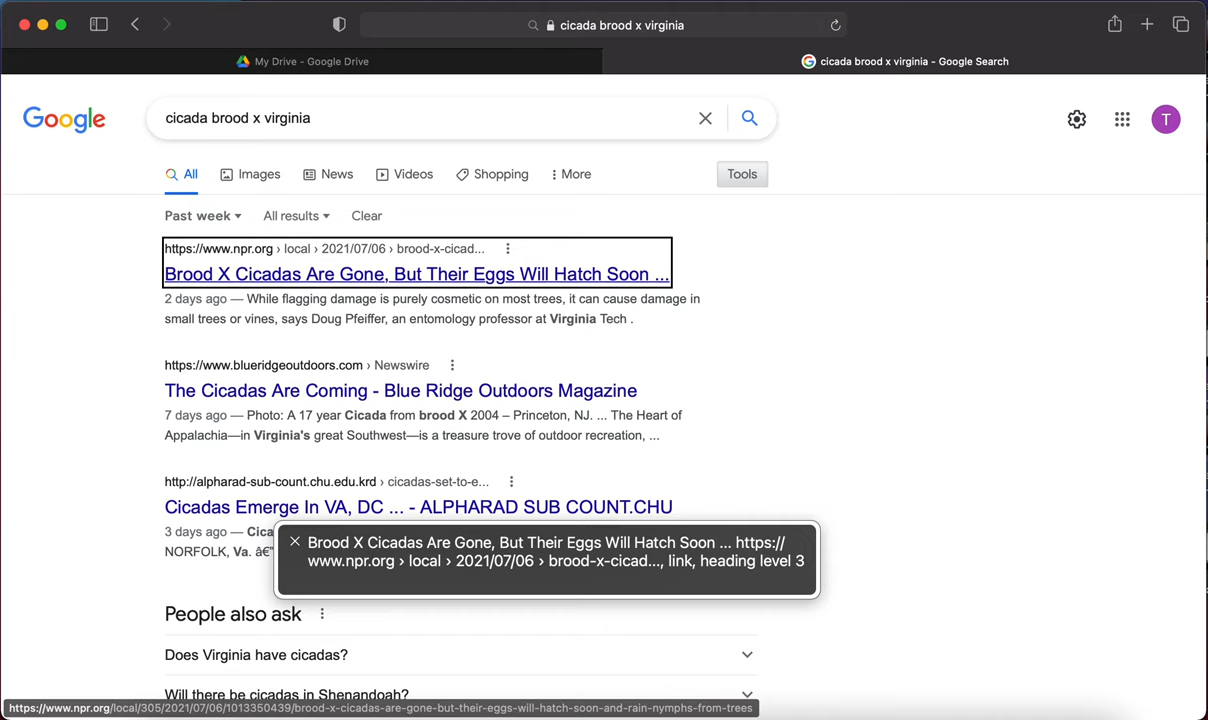 cicada brood x virginia
My Drive - Google Drive
cicada brood x virginia - Google Search
Google
cicada brood x virginia
T
All
Images
News
Videos
Shopping
More
Tools
Past week
All results
Clear
https://www.npr.org › local › 2021/07/06 › brood-x-cicad...
Brood X Cicadas Are Gone, But Their Eggs Will Hatch Soon ...
2 days ago — While flagging damage is purely cosmetic on most trees, it can cause damage in
small trees or vines, says Doug Pfeiffer, an entomology professor at Virginia Tech .
https://www.blueridgeoutdoors.com › Newswire
The Cicadas Are Coming - Blue Ridge Outdoors Magazine
7 days ago — Photo: A 17 year Cicada from brood X 2004 – Princeton, NJ. ... The Heart of
Appalachia—in Virginia's great Southwest—is a treasure trove of outdoor recreation, ...
http://alpharad-sub-count.chu.edu.krd › cicadas-set-to-e...
Cicadas Emerge In VA, DC ... - ALPHARAD SUB COUNT.CHU
3 days ago — Cica
NORFOLK, Va. â€
Brood X Cicadas Are Gone, But Their Eggs Will Hatch Soon ... https://
www.npr.org › local › 2021/07/06 › brood-x-cicad..., link, heading level 3
People also ask
Does Virginia have cicadas?
Will there be cicadas in Shenandoah?
https://www.npr.org/local/305/2021/07/06/1013350439/brood-x-cicadas-are-gone-but-their-eggs-will-hatch-soon-and-rain-nymphs-from-trees